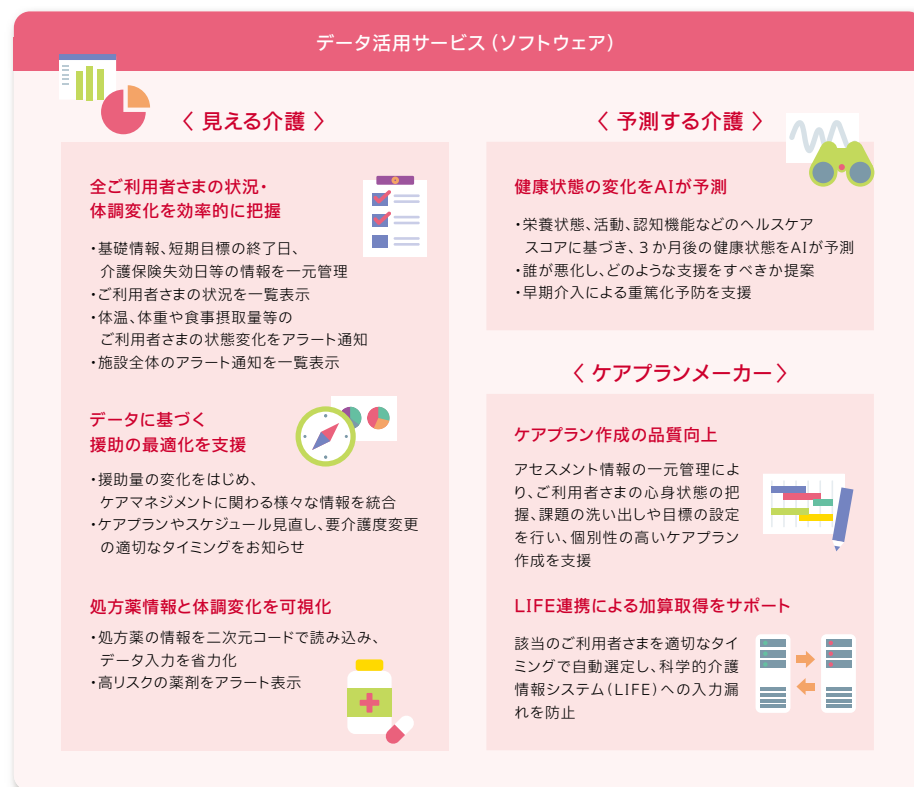 データ活用サービス（ソフトウェア）
〈 見える介護 〉
全ご利用者さまの状況・
体調変化を効率的に把握
・基礎情報、短期目標の終了日、
介護保険失効日等の情報を一元管理
・ご利用者さまの状況を一覧表示
・体温、体重や食事摂取量等の
ご利用者さまの状態変化をアラート通知
・施設全体のアラート通知を一覧表示
データに基づく
援助の最適化を支援
・援助量の変化をはじめ、
ケアマネジメントに関わる様々な情報を統合
・ケアプランやスケジュール見直し、要介護度変更
の適切なタイミングをお知らせ
処方薬情報と体調変化を可視化
・処方薬の情報を二次元コードで読み込み、
データ入力を省力化
・高リスクの薬剤をアラート表示
〈 予測する介護 〉
健康状態の変化をAIが予測
・栄養状態、活動、認知機能などのヘルスケア
スコアに基づき、３か月後の健康状態をAIが予測
・誰が悪化し、どのような支援をすべきか提案
・早期介入による重篤化予防を支援
〈 ケアプランメーカー 〉
ケアプラン作成の品質向上
アセスメント情報の一元管理によ
り、ご利用者さまの心身状態の把
握、課題の洗い出しや目標の設定
を行い、個別性の高いケアプラン
作成を支援
LIFE連携による加算取得をサポート
該当のご利用者さまを適切なタイ
ミングで自動選定し、科学的介護
情報システム（LIFE）への入力漏
れを防止